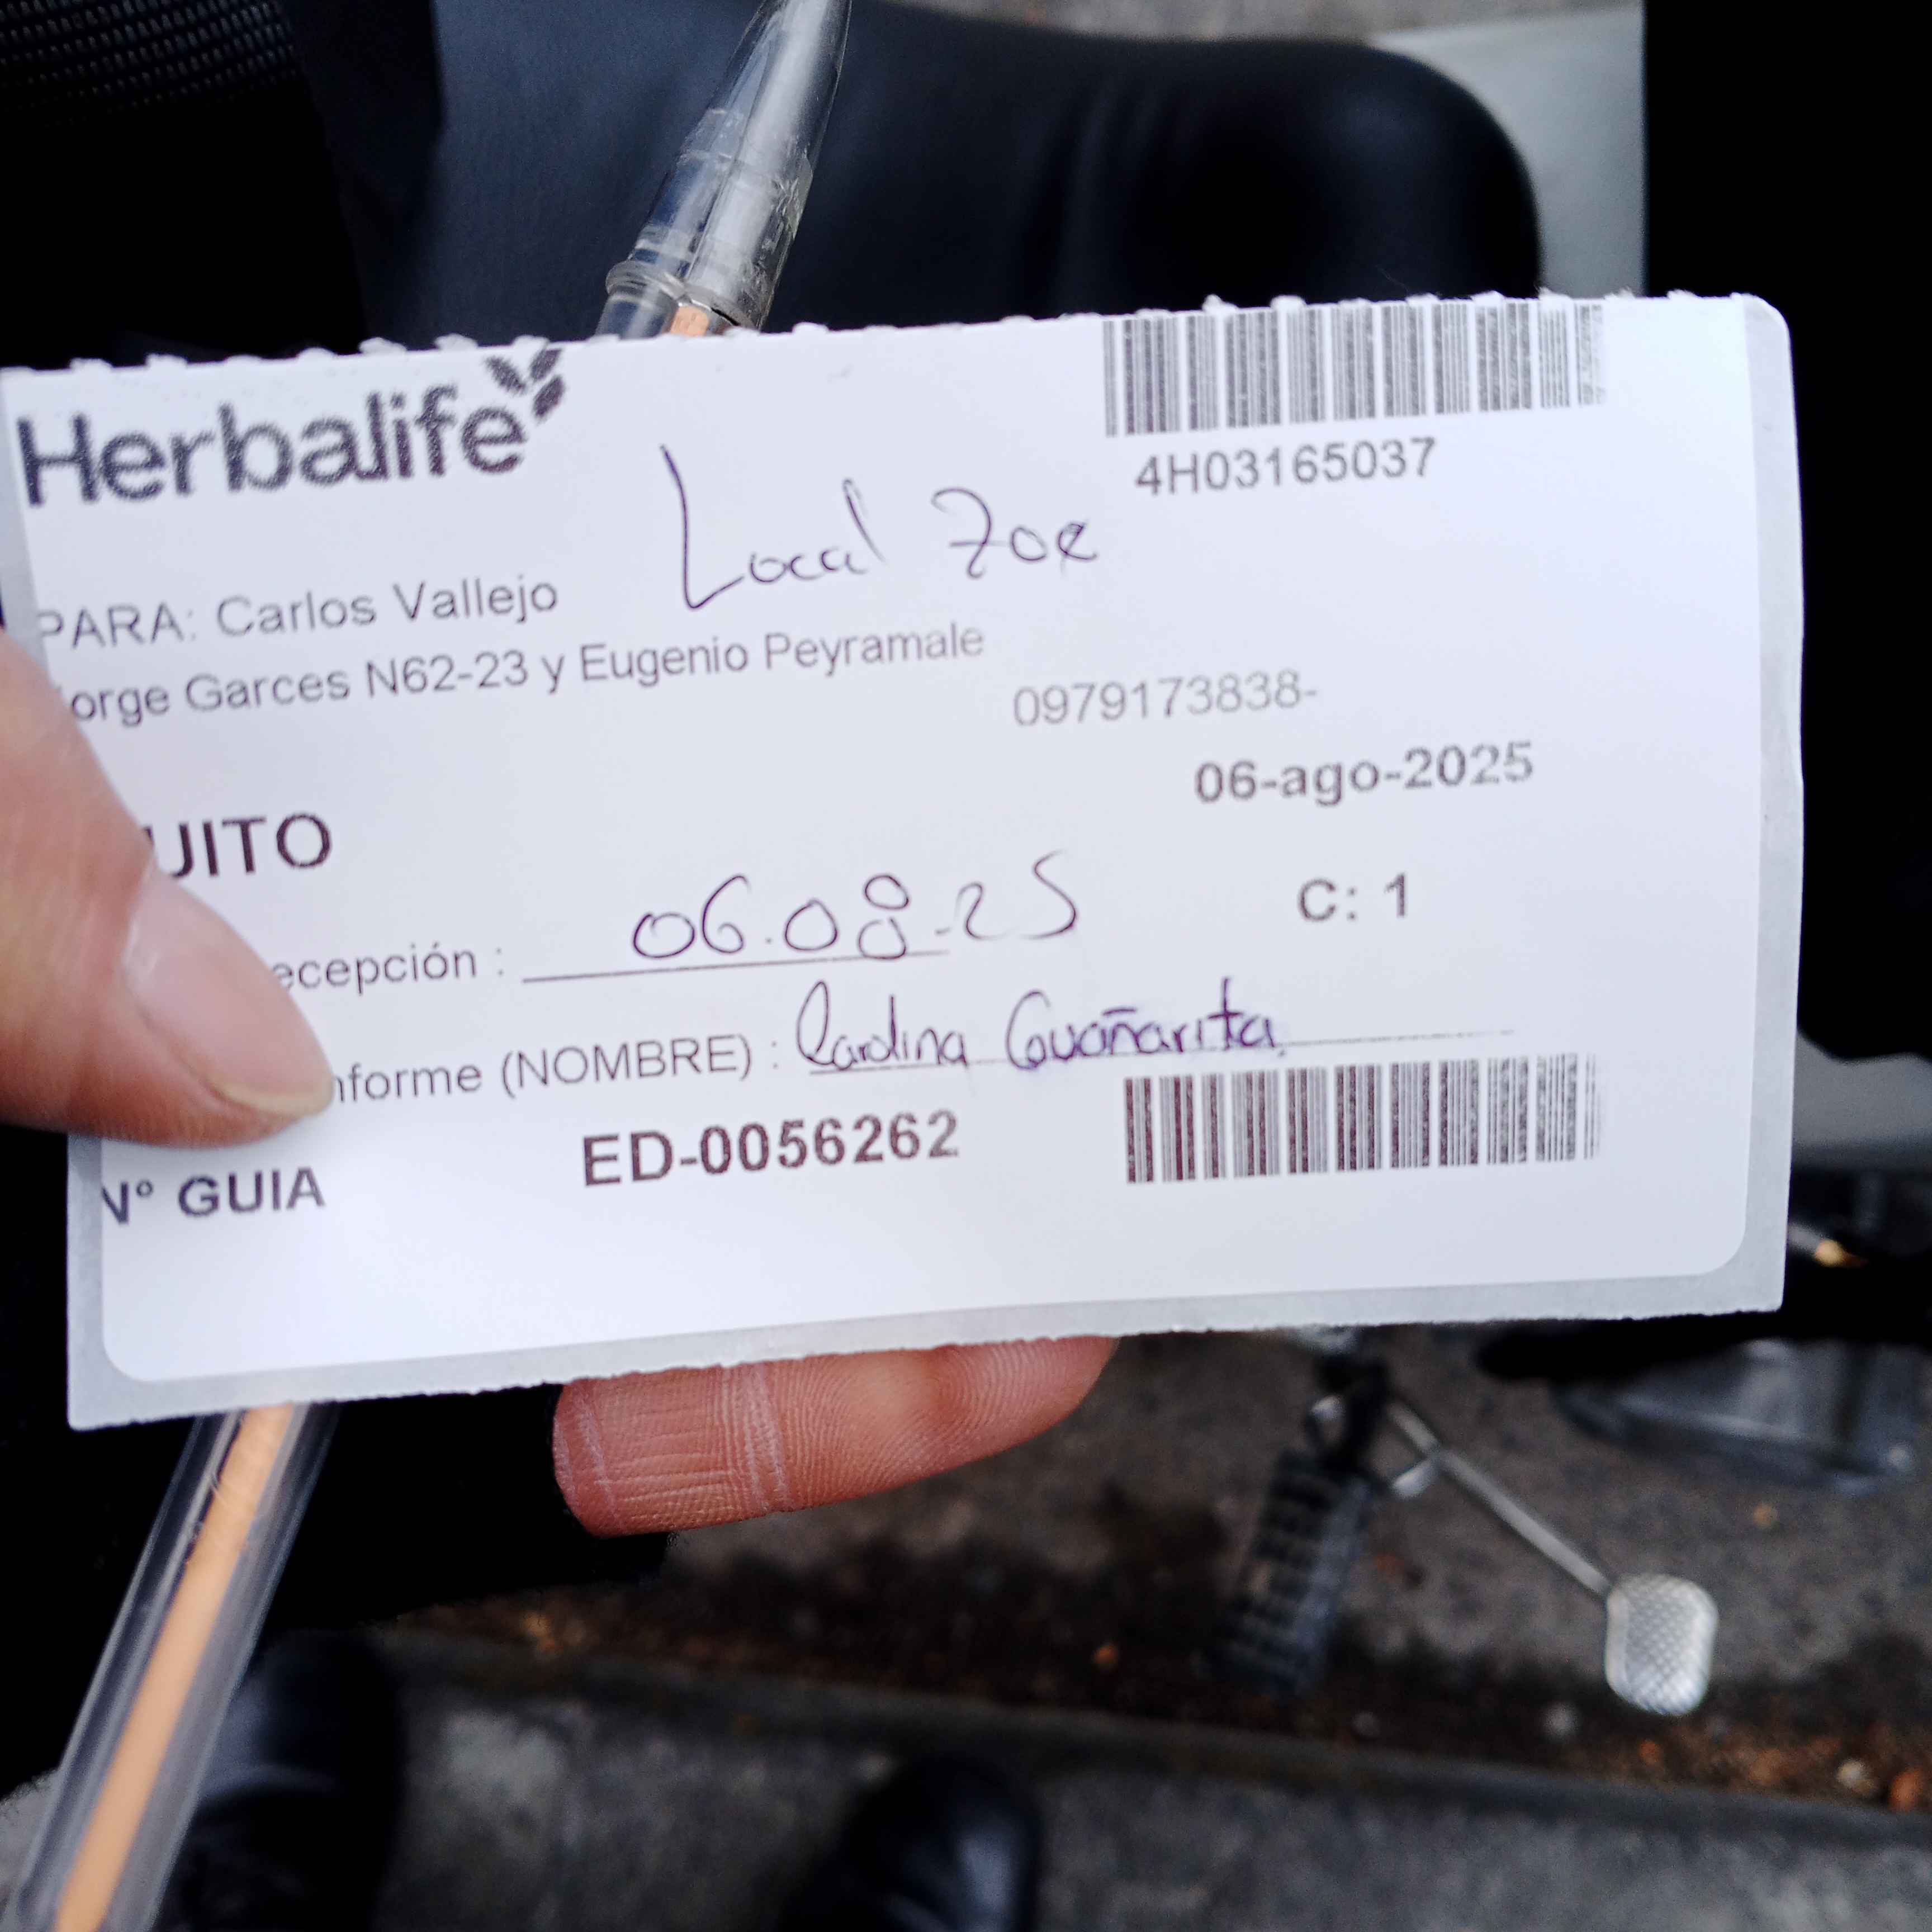 Herbalife
4H03165037
Local Zoe
PARA: Carlos Vallejo
orge Garces N62-23 y Eugenio Peyramale
0979173838-
06-ago-2025
UITO
C: 1
ecepción : 06.08.25
nforme (NOMBRE) : Carolina Guañarita
Nº GUIA ED-0056262